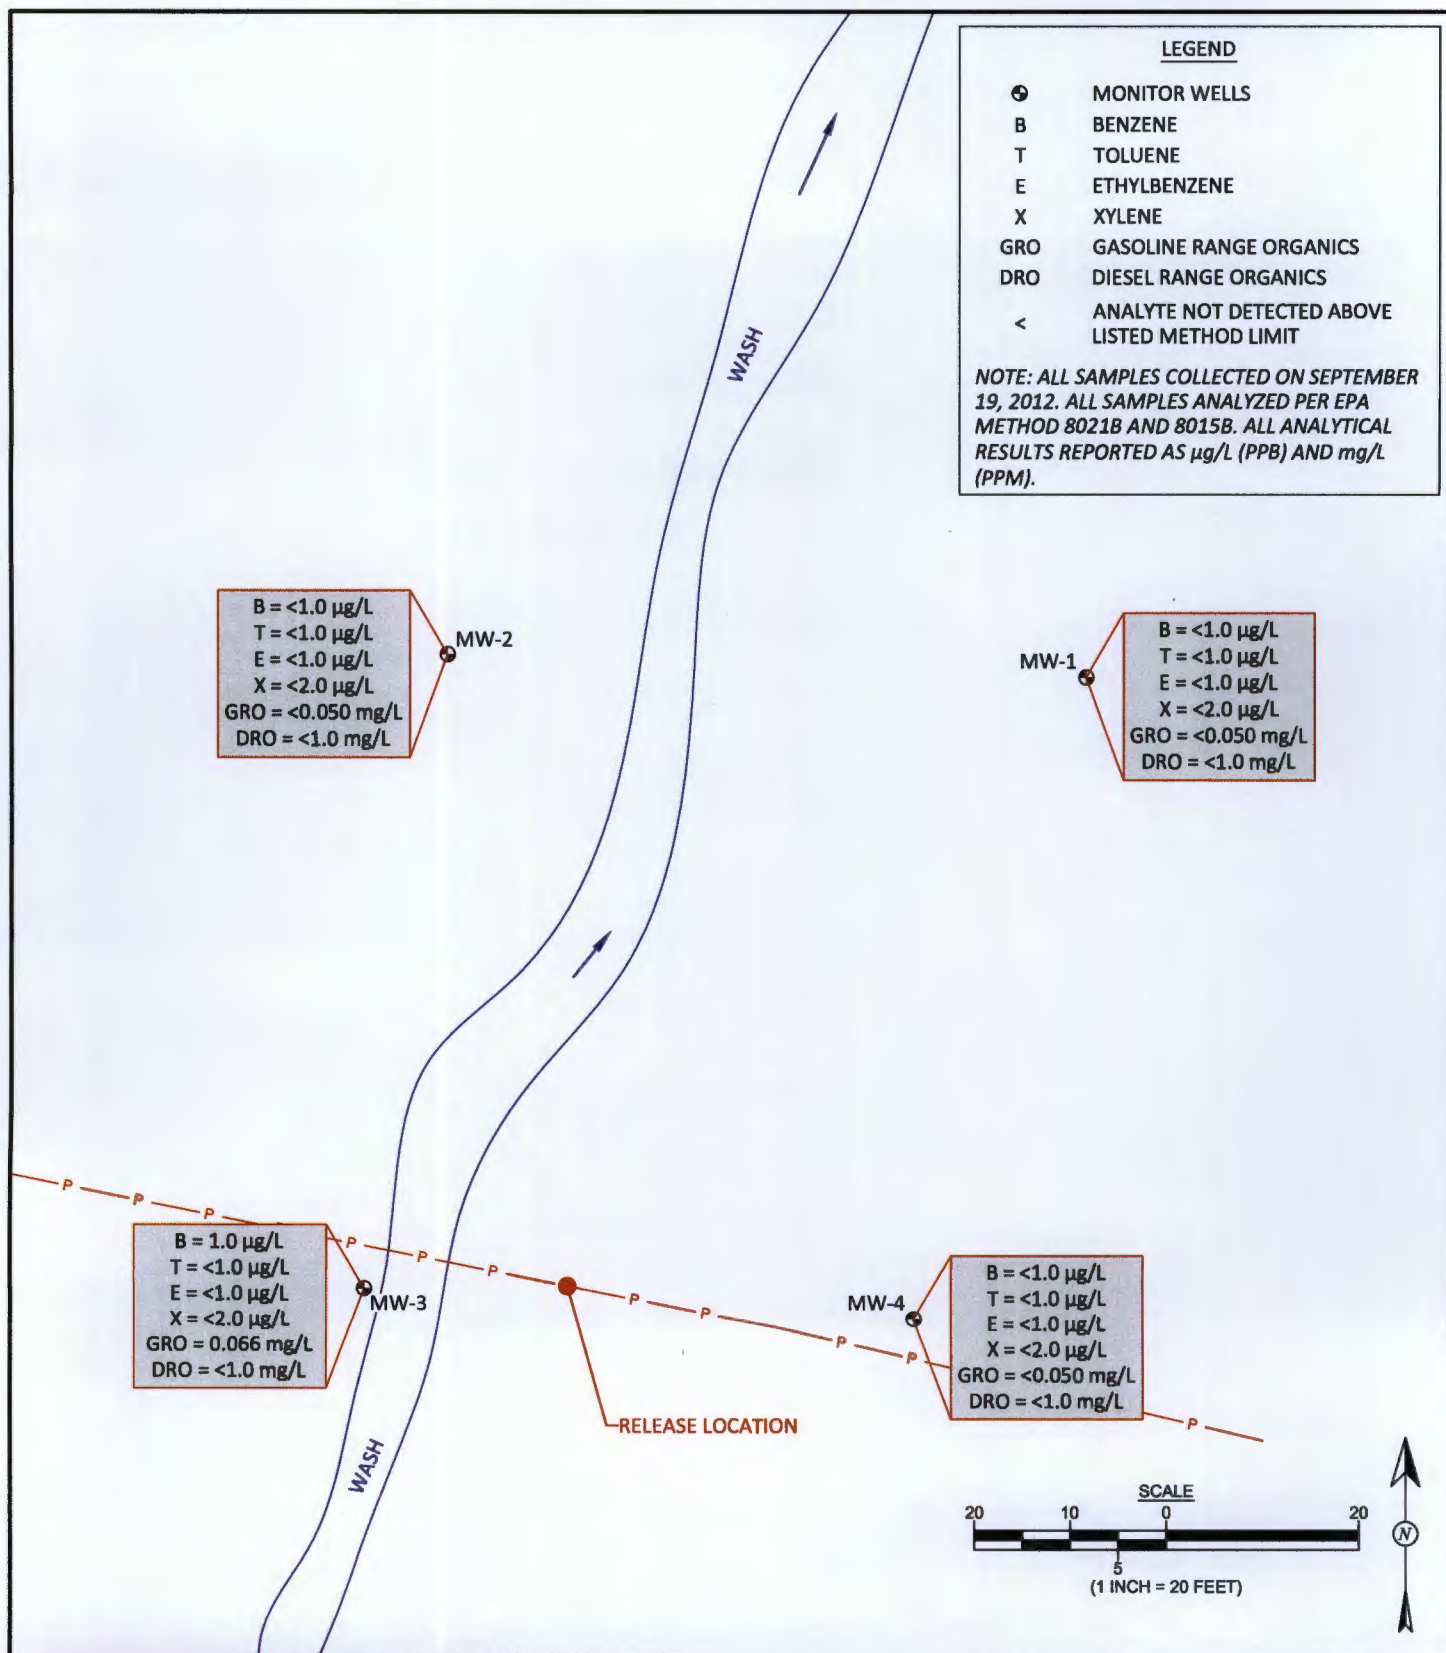 LEGEND
MONITOR WELLS
B BENZENE
T TOLUENE
E ETHYLBENZENE
X XYLENE
GRO GASOLINE RANGE ORGANICS
DRO DIESEL RANGE ORGANICS
< ANALYTE NOT DETECTED ABOVE
LISTED METHOD LIMIT
NOTE: ALL SAMPLES COLLECTED ON SEPTEMBER
19, 2012. ALL SAMPLES ANALYZED PER EPA
METHOD 8021B AND 8015B. ALL ANALYTICAL
RESULTS REPORTED AS µg/L (PPB) AND mg/L
(PPM).
WASH
B = <1.0 µg/L
T = <1.0 µg/L
E = <1.0 µg/L
X = <2.0 µg/L
GRO = <0.050 mg/L
DRO = <1.0 mg/L
MW-2
MW-1
B = <1.0 µg/L
T = <1.0 µg/L
E = <1.0 µg/L
X = <2.0 µg/L
GRO = <0.050 mg/L
DRO = <1.0 mg/L
P P P P P P P P P P P
B = 1.0 µg/L
T = <1.0 µg/L
E = <1.0 µg/L
X = <2.0 µg/L
GRO = 0.066 mg/L
DRO = <1.0 mg/L
MW-3
MW-4
B = <1.0 µg/L
T = <1.0 µg/L
E = <1.0 µg/L
X = <2.0 µg/L
GRO = <0.050 mg/L
DRO = <1.0 mg/L
RELEASE LOCATION
WASH
SCALE
20 10 0 20
5
(1 INCH = 20 FEET)
N